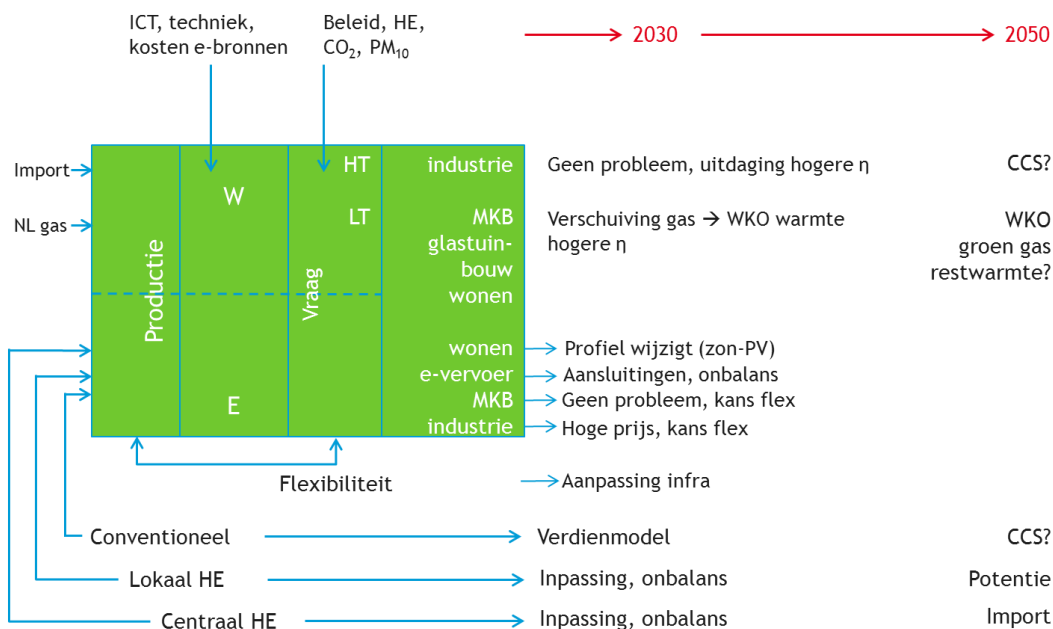 ICT, techniek,
kosten e-bronnen
Beleid, HE,
CO₂, PM₁₀
2030
2050
Import
NL gas
Productie
W
E
Vraag
HT
LT
industrie
MKB
glastuin-
bouw
wonen
wonen
e-vervoer
MKB
industrie
Geen probleem, uitdaging hogere η
CCS?
Verschuiving gas → WKO warmte
hogere η
WKO
groen gas
restwarmte?
Profiel wijzigt (zon-PV)
Aansluitingen, onbalans
Geen probleem, kans flex
Hoge prijs, kans flex
Flexibiliteit
Aanpassing infra
Conventioneel
Verdienmodel
CCS?
Lokaal HE
Inpassing, onbalans
Potentie
Centraal HE
Inpassing, onbalans
Import